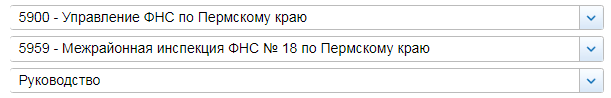 5900 - Управление ФНС по Пермскому краю
5959 - Межрайонная инспекция ФНС № 18 по Пермскому краю
Руководство